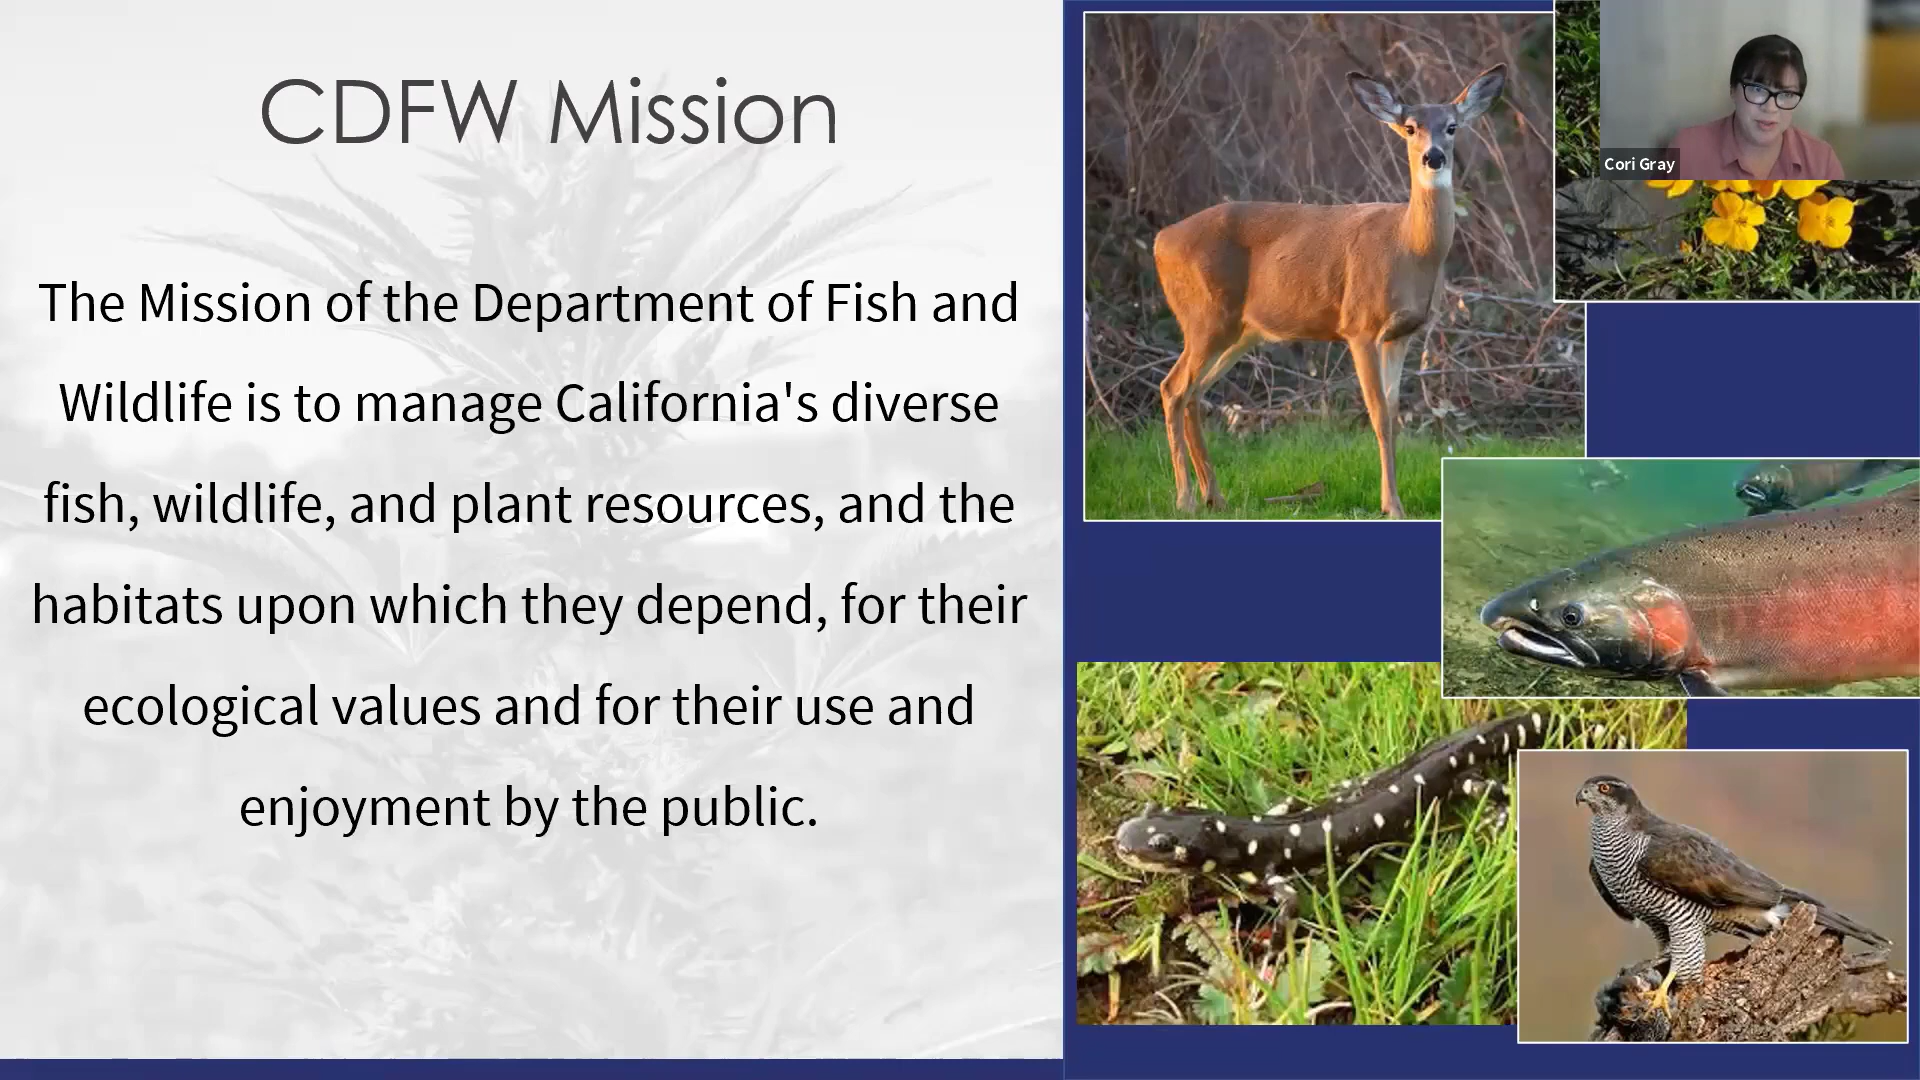 CDFW Mission
The Mission of the Department of Fish and
Wildlife is to manage California's diverse
fish, wildlife, and plant resources, and the
habitats upon which they depend, for their
ecological values and for their use and
enjoyment by the public.
Cori Gray